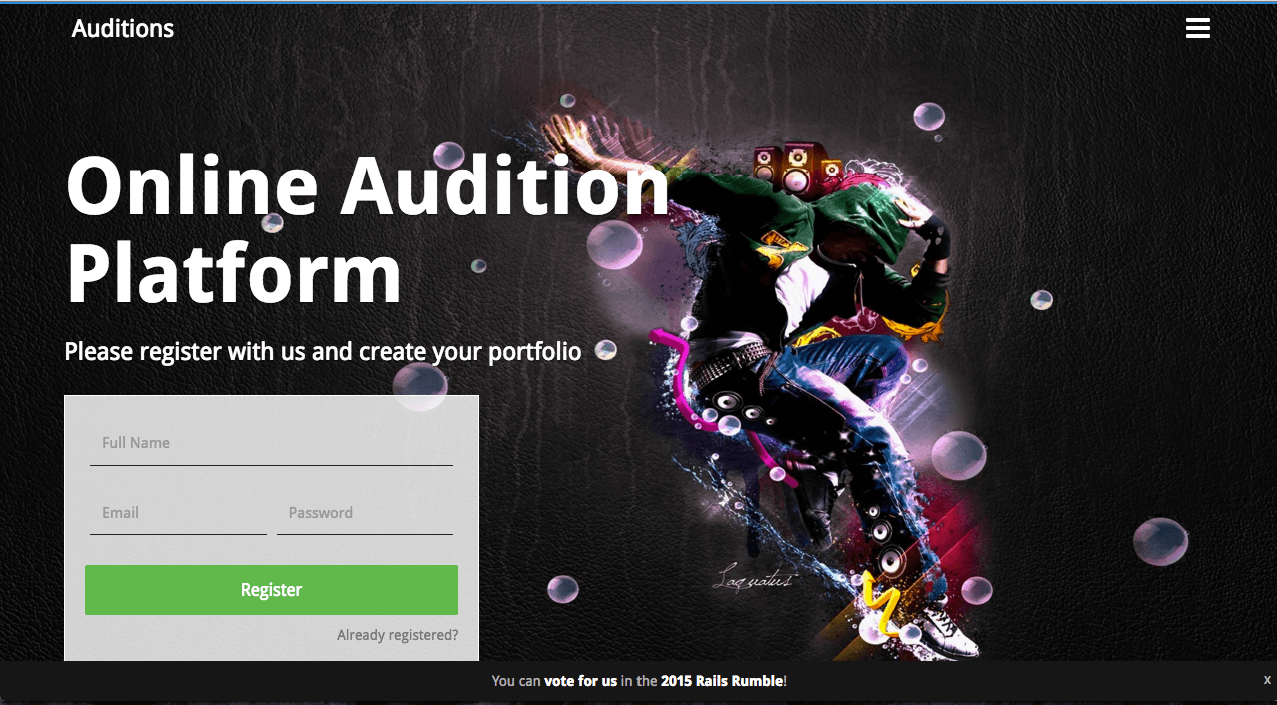 Auditions
Online Audition
Platform
Please register with us and create your portfolio
Full Name
Email Password
Register
Already registered?
Laquatus
You can vote for us in the 2015 Rails Rumble! x